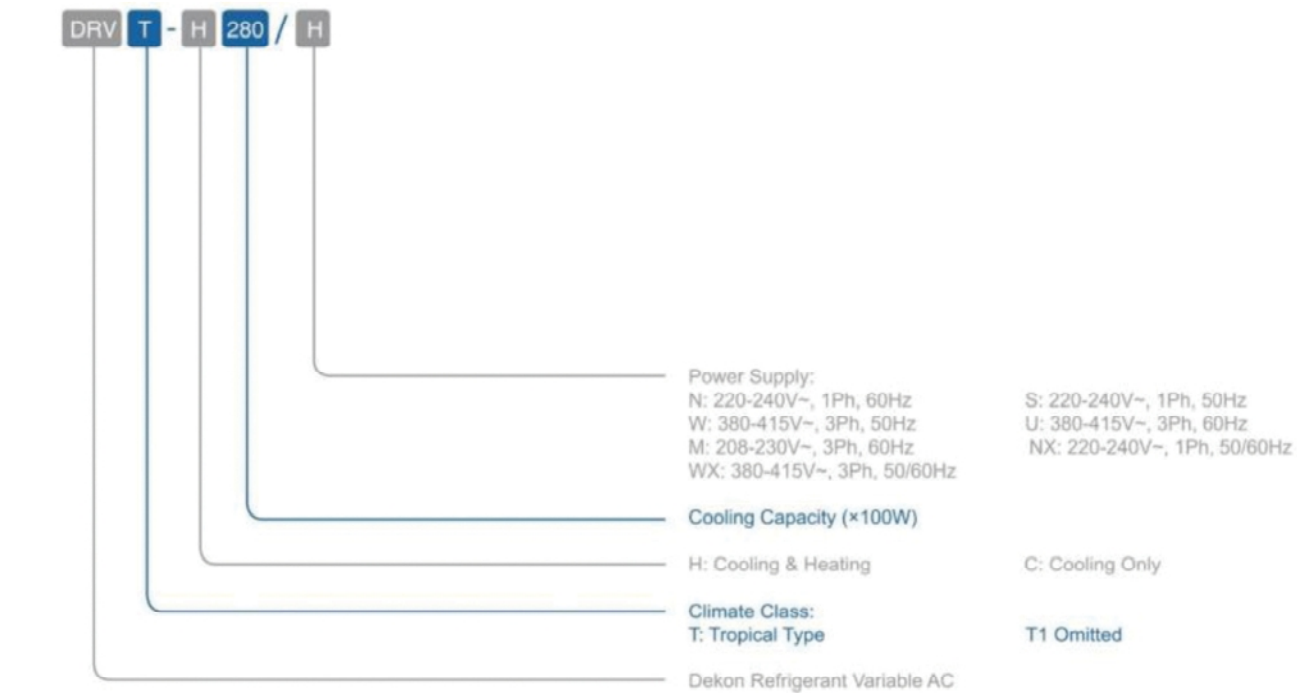 DRV T - H 280 / H
Power Supply:
N: 220-240V~, 1Ph, 60Hz S: 220-240V~, 1Ph, 50Hz
W: 380-415V~, 3Ph, 50Hz U: 380-415V~, 3Ph, 60Hz
M: 208-230V~, 3Ph, 60Hz NX: 220-240V~, 1Ph, 50/60Hz
WX: 380-415V~, 3Ph, 50/60Hz
Cooling Capacity (×100W)
H: Cooling & Heating C: Cooling Only
Climate Class:
T: Tropical Type T1 Omitted
Dekon Refrigerant Variable AC